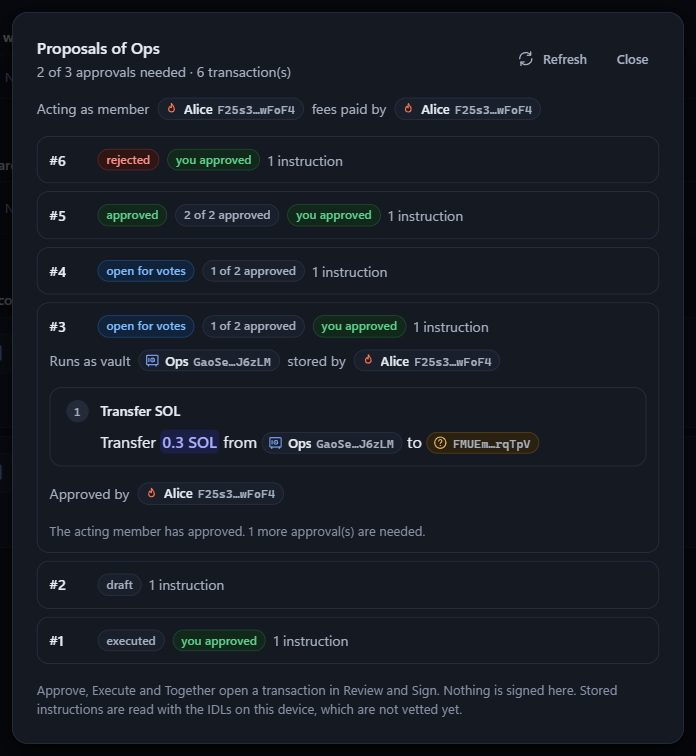 Proposals of Ops
2 of 3 approvals needed · 6 transaction(s)
Refresh
Close
Acting as member Alice F25s3…wFoF4 fees paid by Alice F25s3…wFoF4
#6 rejected you approved 1 instruction
#5 approved 2 of 2 approved you approved 1 instruction
#4 open for votes 1 of 2 approved 1 instruction
#3 open for votes 1 of 2 approved you approved 1 instruction
Runs as vault Ops GaoSe…J6zLM stored by Alice F25s3…wFoF4
1 Transfer SOL
Transfer 0.3 SOL from Ops GaoSe…J6zLM to FMUEm…rqTpV
Approved by Alice F25s3…wFoF4
The acting member has approved. 1 more approval(s) are needed.
#2 draft 1 instruction
#1 executed you approved 1 instruction
Approve, Execute and Together open a transaction in Review and Sign. Nothing is signed here. Stored
instructions are read with the IDLs on this device, which are not vetted yet.